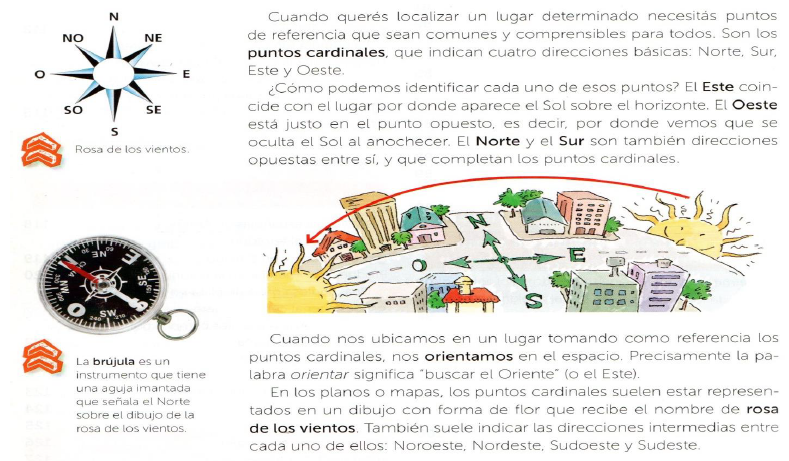 N
NO
NE
O
E
SO
SE
S
Rosa de los vientos.
Cuando querés localizar un lugar determinado necesitás puntos
de referencia que sean comunes y comprensibles para todos. Son los
puntos cardinales, que indican cuatro direcciones básicas: Norte, Sur,
Este y Oeste.
¿Cómo podemos identificar cada uno de esos puntos? El Este coin-
cide con el lugar por donde aparece el Sol sobre el horizonte. El Oeste
está justo en el punto opuesto, es decir, por donde vemos que se
oculta el Sol al anochecer. El Norte y el Sur son también direcciones
opuestas entre sí, y que completan los puntos cardinales.
N
O
E
S
N
NE
E
SE
S
SW
O
NW
La brújula es un
instrumento que tiene
una aguja imantada
que señala el Norte
sobre el dibujo de la
rosa de los vientos.
Cuando nos ubicamos en un lugar tomando como referencia los
puntos cardinales, nos orientamos en el espacio. Precisamente la pa-
labra orientar significa "buscar el Oriente" (o el Este).
En los planos o mapas, los puntos cardinales suelen estar represen-
tados en un dibujo con forma de flor que recibe el nombre de rosa
de los vientos. También suele indicar las direcciones intermedias entre
cada uno de ellos: Noroeste, Nordeste, Sudoeste y Sudeste.